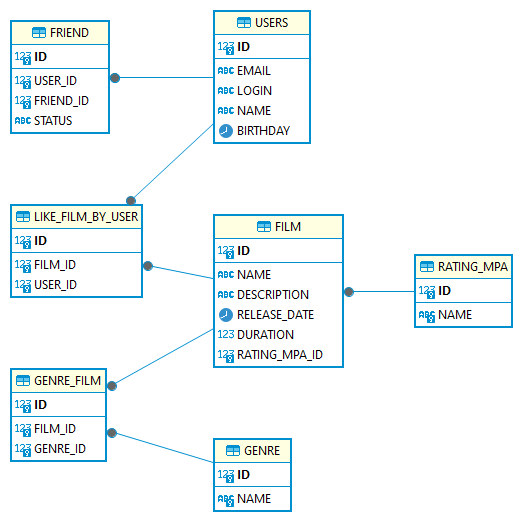 FRIEND
123 ID
123 USER_ID
123 FRIEND_ID
ABC STATUS
USERS
123 ID
ABC EMAIL
ABC LOGIN
ABC NAME
BIRTHDAY
LIKE_FILM_BY_USER
123 ID
123 FILM_ID
123 USER_ID
FILM
123 ID
ABC NAME
ABC DESCRIPTION
RELEASE_DATE
123 DURATION
123 RATING_MPA_ID
RATING_MPA
123 ID
ABC NAME
GENRE_FILM
123 ID
123 FILM_ID
123 GENRE_ID
GENRE
123 ID
ABC NAME